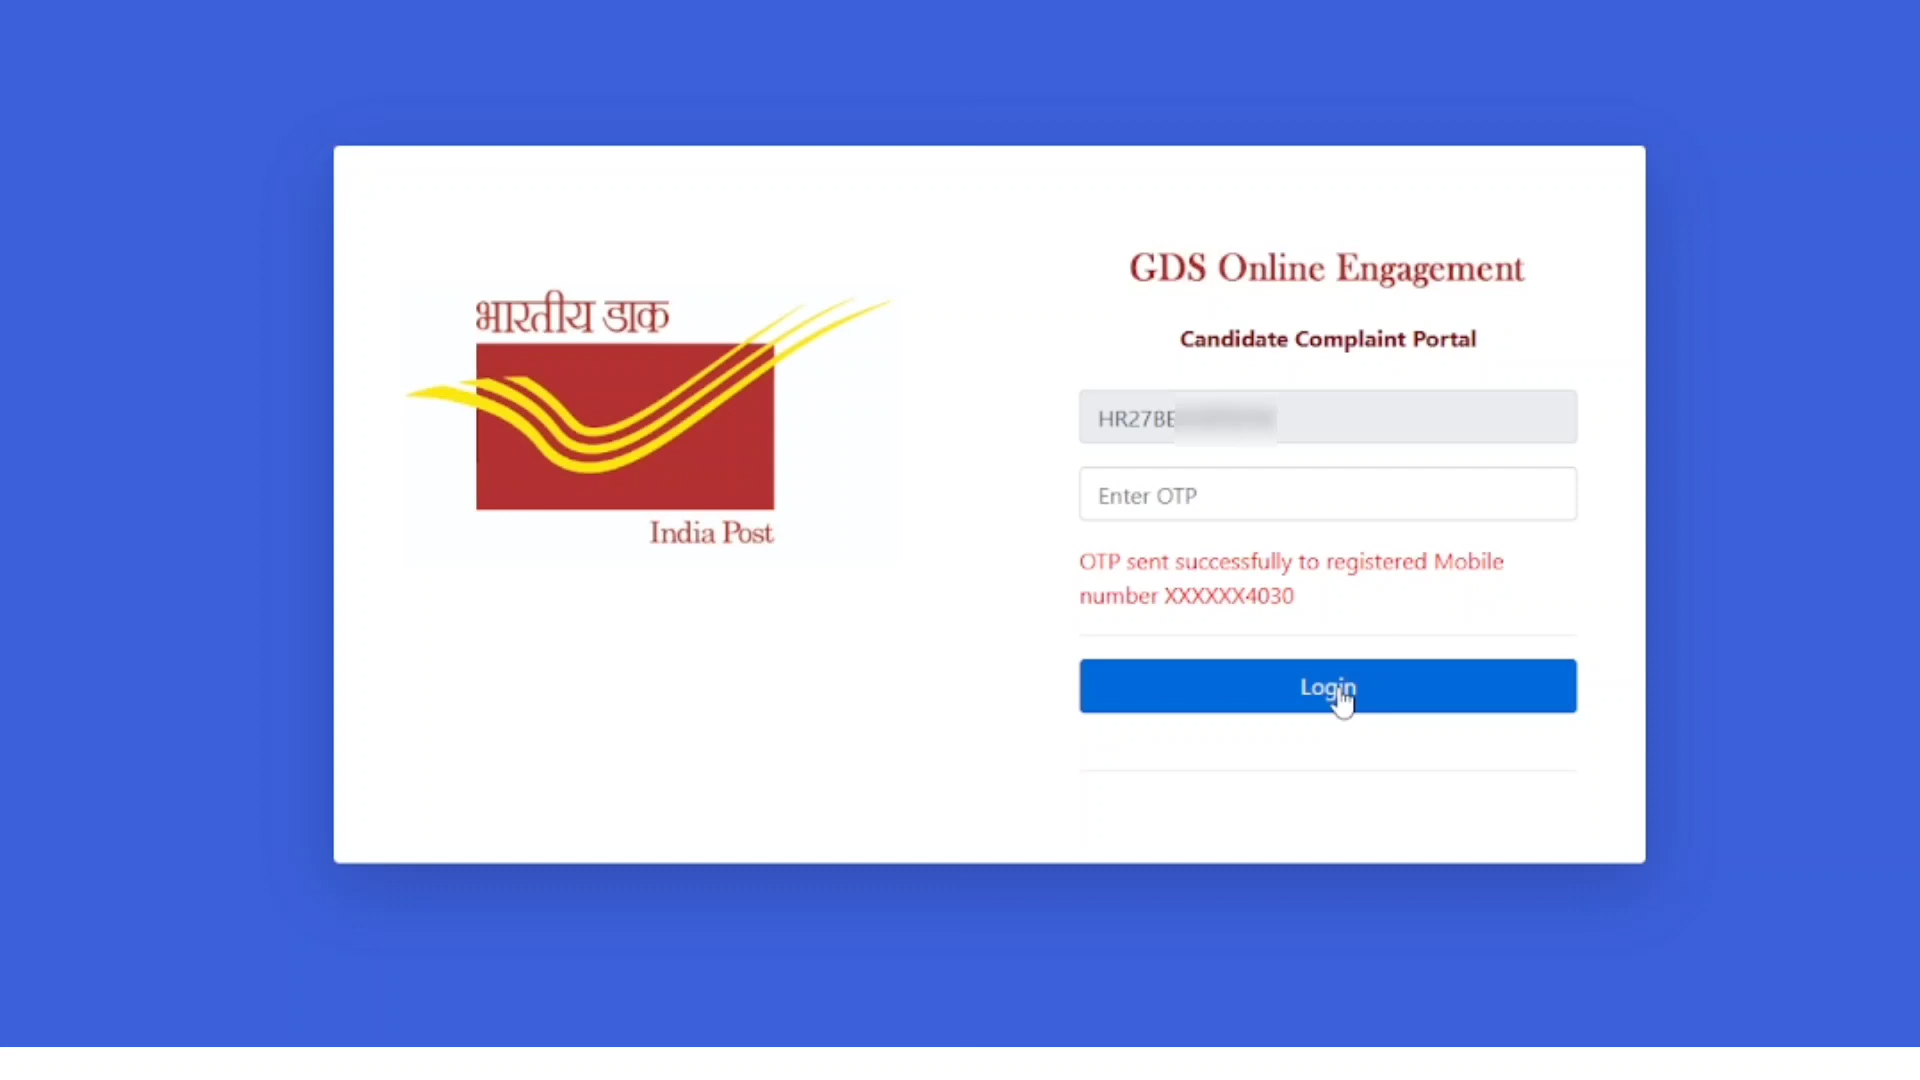 भारतीय डाक
India Post
GDS Online Engagement
Candidate Complaint Portal
HR27BE
Enter OTP
OTP sent successfully to registered Mobile
number XXXXXX4030
Login